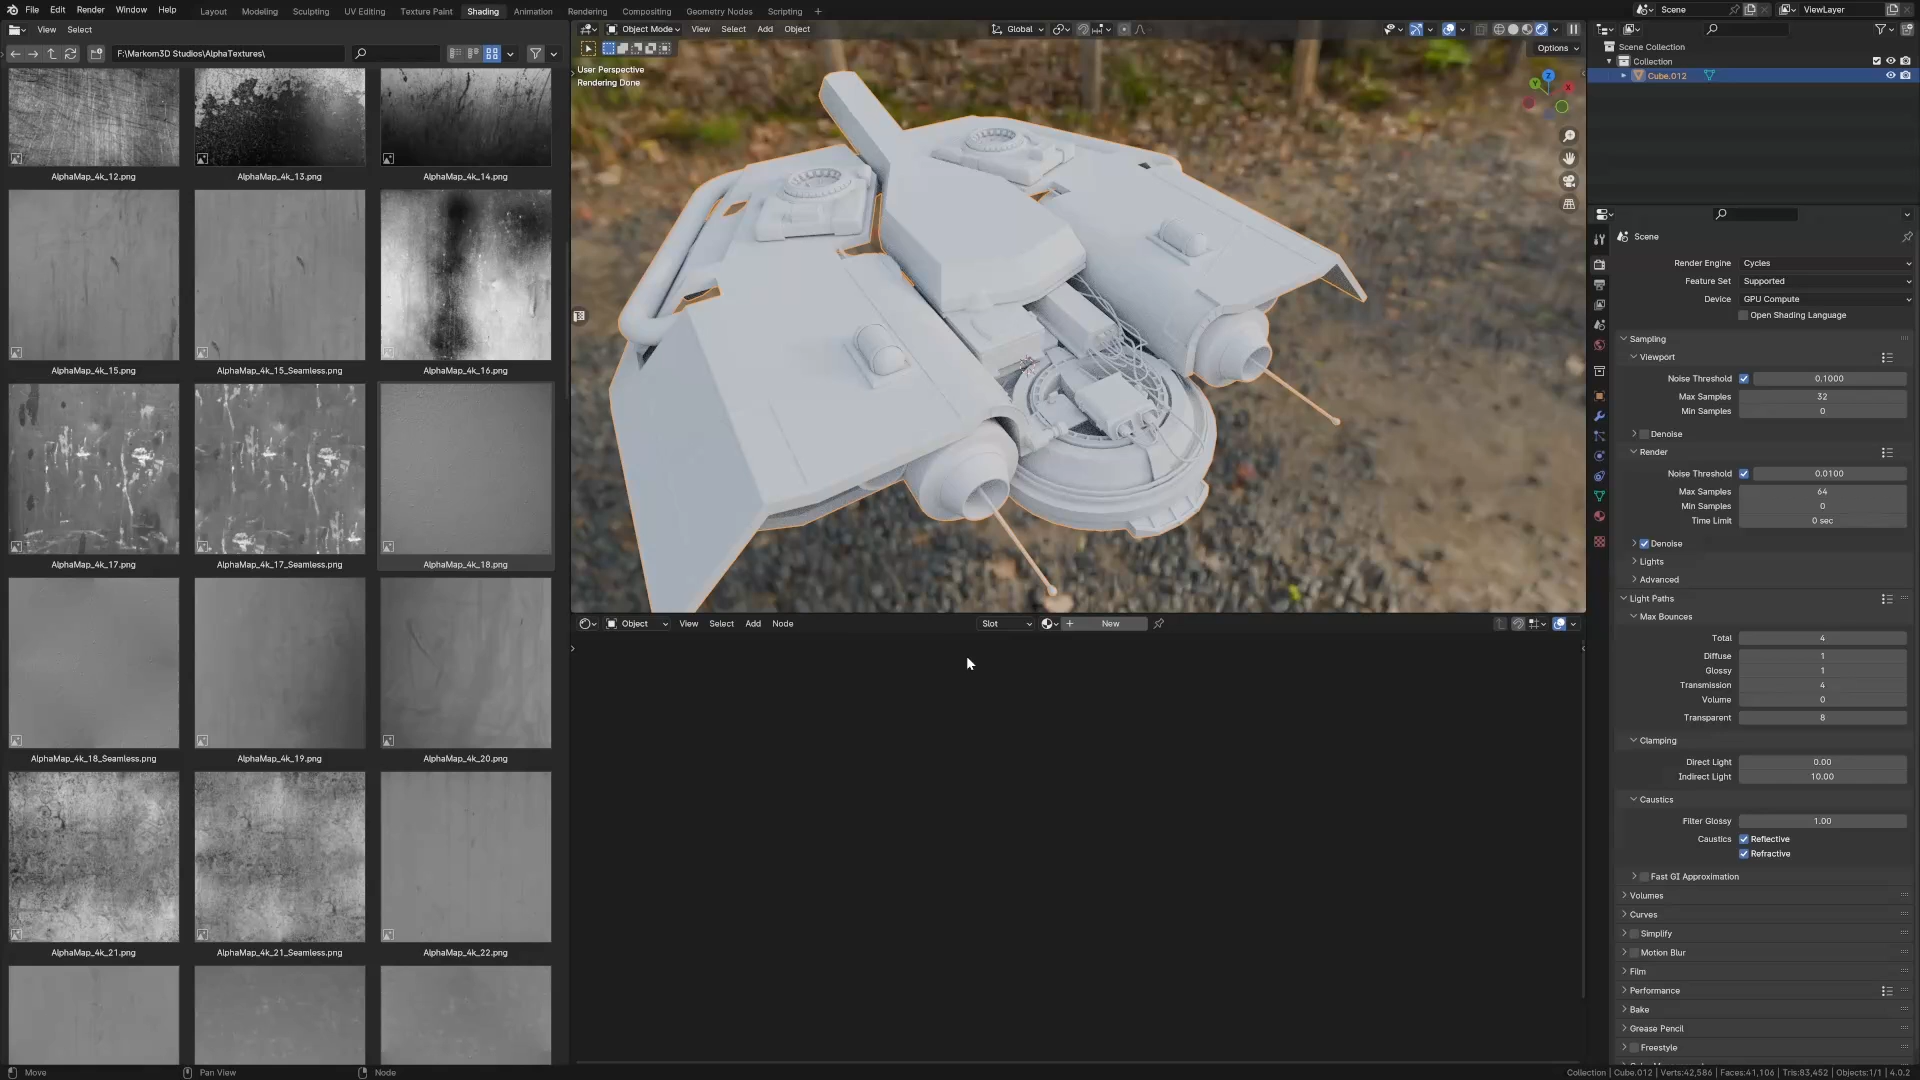 File Edit Render Window Help
Layout Modeling Sculpting UV Editing Texture Paint Shading Animation Rendering Compositing Geometry Nodes Scripting +
Scene
ViewLayer
View Select
F:\Markom3D Studios\AlphaTextures\
AlphaMap_4k_12.png
AlphaMap_4k_13.png
AlphaMap_4k_14.png
AlphaMap_4k_15.png
AlphaMap_4k_15_Seamless.png
AlphaMap_4k_16.png
AlphaMap_4k_17.png
AlphaMap_4k_17_Seamless.png
AlphaMap_4k_18.png
AlphaMap_4k_18_Seamless.png
AlphaMap_4k_19.png
AlphaMap_4k_20.png
AlphaMap_4k_21.png
AlphaMap_4k_21_Seamless.png
AlphaMap_4k_22.png
Object Mode View Select Add Object
Global
Options
User Perspective
Rendering Done
Z
Y
X
Object View Select Add Node
Slot
New
Scene Collection
Collection
Cube.012
Scene
Render Engine Cycles
Feature Set Supported
Device GPU Compute
Open Shading Language
Sampling
Viewport
Noise Threshold 0.1000
Max Samples 32
Min Samples 0
Denoise
Render
Noise Threshold 0.0100
Max Samples 64
Min Samples 0
Time Limit 0 sec
Denoise
Lights
Advanced
Light Paths
Max Bounces
Total 4
Diffuse 1
Glossy 1
Transmission 4
Volume 0
Transparent 8
Clamping
Direct Light 0.00
Indirect Light 10.00
Caustics
Filter Glossy 1.00
Caustics Reflective
Refractive
Fast GI Approximation
Volumes
Curves
Simplify
Motion Blur
Film
Performance
Bake
Grease Pencil
Freestyle
Move
Pan View
Node
Collection | Cube.012 | Verts:42,586 | Faces:41,106 | Tris:83,452 | Objects:1/1 | 4.0.2